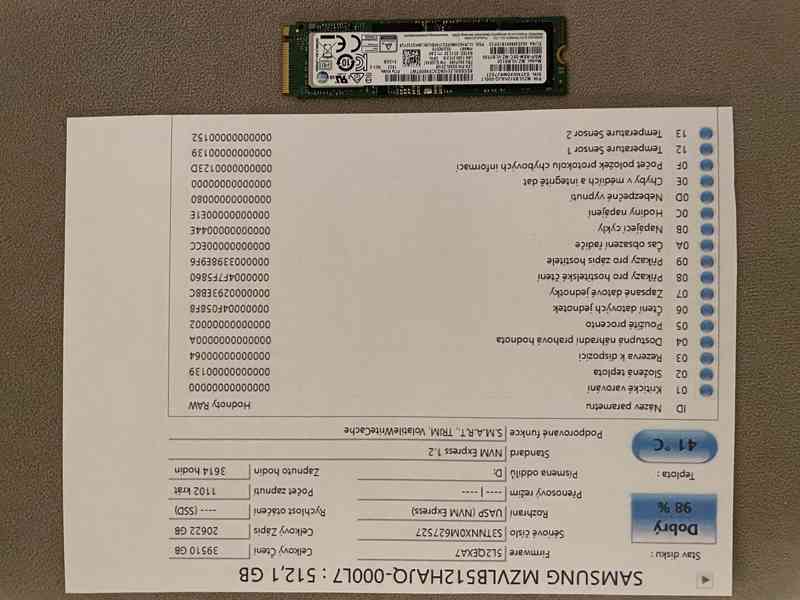 SAMSUNG MZVLB512HAJQ-000L7 : 512,1 GB
Stav disku :
Dobrý
98 %
Teplota :
41 °C
Firmware 5L2QEXA7
Sériové číslo S3TNNX0M627527
Rozhraní UASP (NVM Express)
Přenosový režim ---- | ----
Písmena oddílů D:
Standard NVM Express 1.2
Podporované funkce S.M.A.R.T., TRIM, VolatileWriteCache
Celkový Čtení 39510 GB
Celkový Zápis 20622 GB
Rychlost otáčení ---- (SSD)
Počet zapnutí 1102 krát
Zapnuto hodin 3614 hodin
ID Název parametru Hodnoty RAW
01 Kritické varování 000000000000
02 Složená teplota 000000000139
03 Rezerva k dispozici 000000000064
04 Dostupná náhradní prahová hodnota 00000000000A
05 Použité procento 000000000002
06 Čtení datových jednotek 000004F058F8
07 Zapsané datové jednotky 00000293EB8C
08 Příkazy pro hostitelské čtení 00004F7F5860
09 Příkazy pro zápis hostitele 0000333989F6
0A Čas obsazení řadiče 000000000ECC
0B Napájecí cykly 00000000044E
0C Hodiny napájení 000000000E1E
0D Nebezpečné vypnutí 000000000080
0E Chyby v médiích a integritě dat 000000000000
0F Počet položek protokolu chybových informací 00000000123D
12 Temperature Sensor 1 000000000139
13 Temperature Sensor 2 000000000152